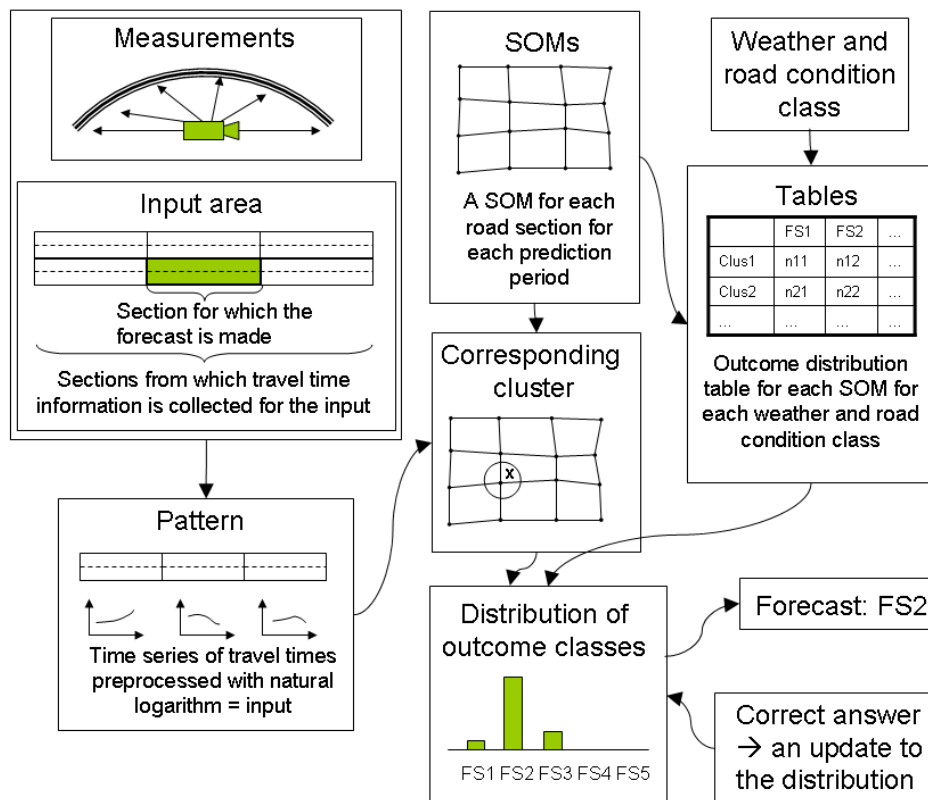 Measurements
Input area
Section for which the
forecast is made
Sections from which travel time
information is collected for the input
Pattern
Time series of travel times
preprocessed with natural
logarithm = input
SOMs
A SOM for each
road section for
each prediction
period
Corresponding
cluster
x
Weather and
road condition
class
Tables
FS1 FS2 ...
Clus1 n11 n12 ...
Clus2 n21 n22 ...
... ... ... ...
Outcome distribution
table for each SOM for
each weather and road
condition class
Distribution of
outcome classes
FS1 FS2 FS3 FS4 FS5
Forecast: FS2
Correct answer
→ an update to
the distribution